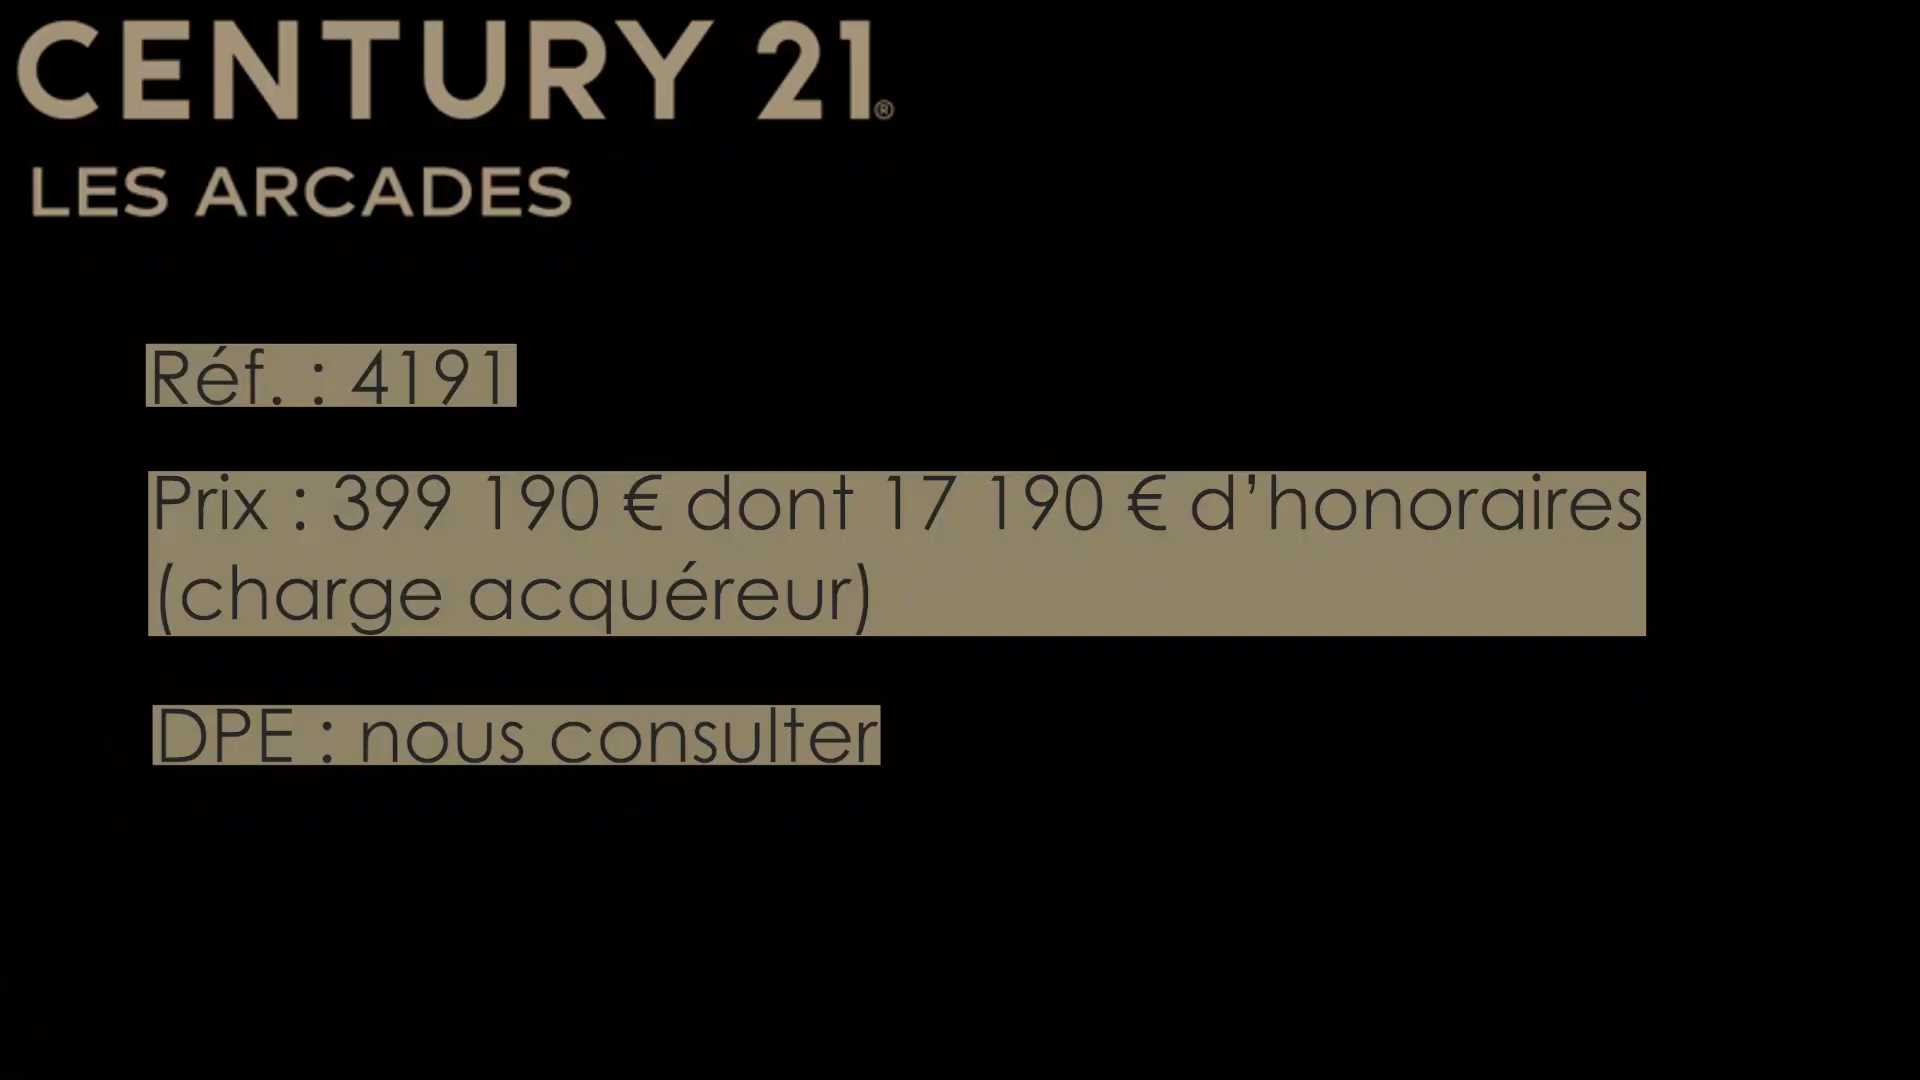 CENTURY 21®
LES ARCADES
Réf. : 4191
Prix : 399 190 € dont 17 190 € d’honoraires
(charge acquéreur)
DPE : nous consulter